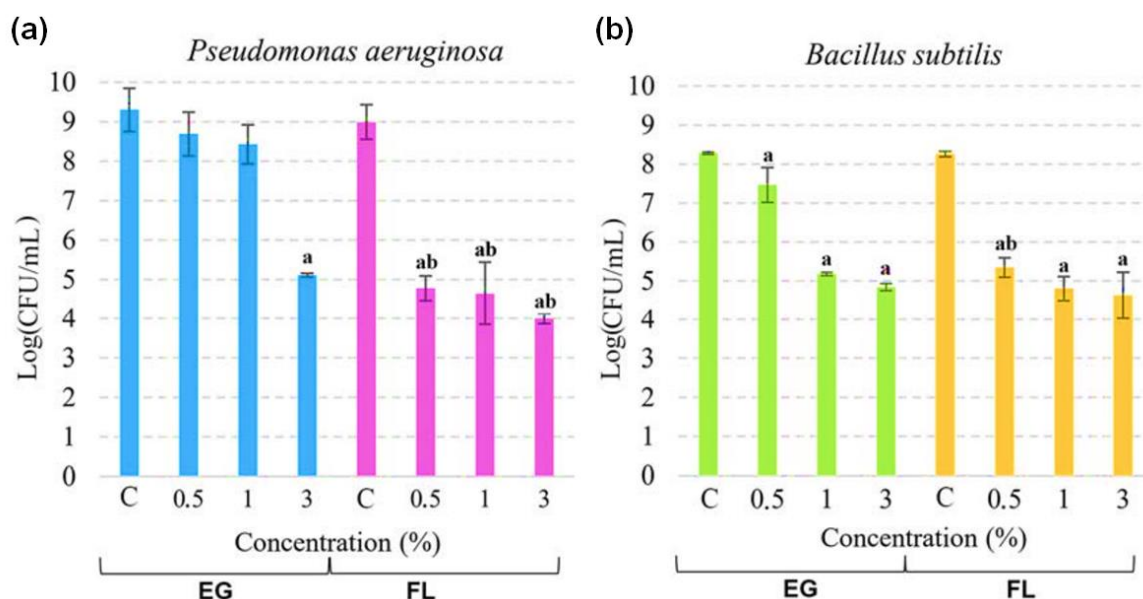 (a)
Pseudomonas aeruginosa
Log(CFU/mL)
10
9
8
7
6
5
4
3
2
1
0
a
ab
ab
ab
C 0.5 1 3 C 0.5 1 3
Concentration (%)
EG FL
(b)
Bacillus subtilis
Log(CFU/mL)
10
9
8
7
6
5
4
3
2
1
0
a
a
a
ab
a
a
C 0.5 1 3 C 0.5 1 3
Concentration (%)
EG FL